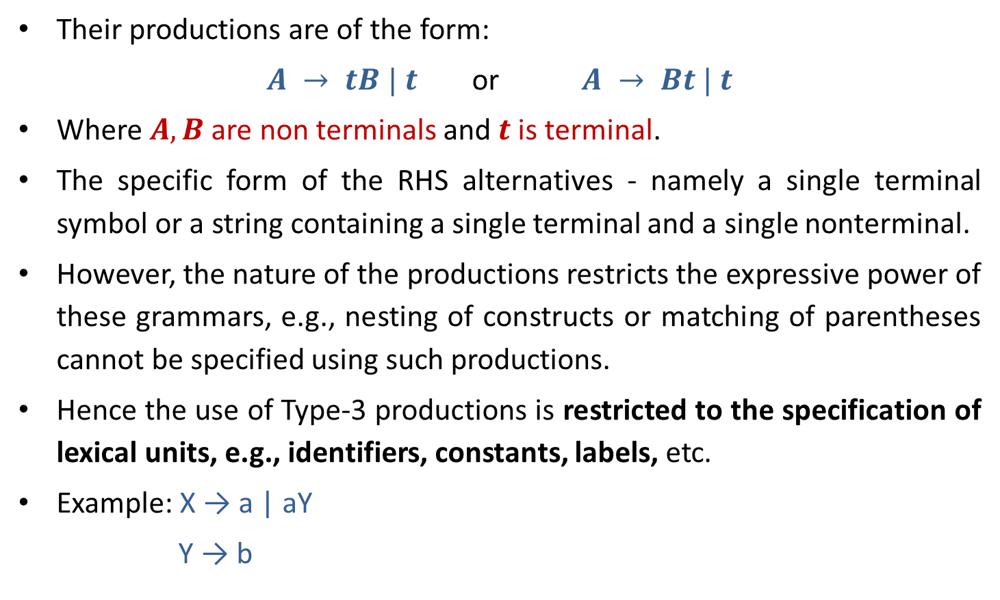 • Their productions are of the form:
A → tB | t or A → Bt | t
• Where A, B are non terminals and t is terminal.
• The specific form of the RHS alternatives - namely a single terminal
symbol or a string containing a single terminal and a single nonterminal.
• However, the nature of the productions restricts the expressive power of
these grammars, e.g., nesting of constructs or matching of parentheses
cannot be specified using such productions.
• Hence the use of Type-3 productions is restricted to the specification of
lexical units, e.g., identifiers, constants, labels, etc.
• Example: X → a | aY
Y → b